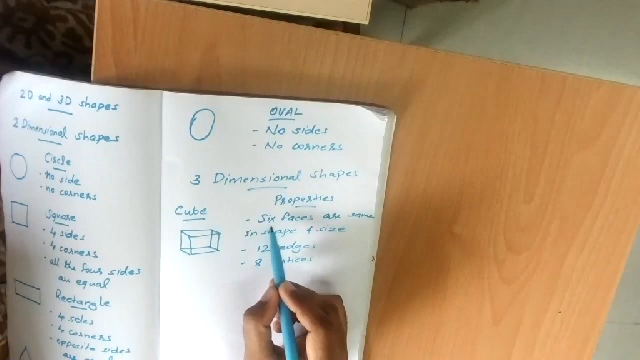 2D and 3D shapes
2 Dimensional shapes
Circle
- no side
- no corners
Square
- 4 sides
- 4 corners
- all the four sides
are equal
Rectangle
- 4 sides
- 4 corners
- opposite sides
OVAL
- No sides
- No corners
3 Dimensional shapes
Properties
Cube
- Six faces are same
in shape & size
- 12 edges
- 8